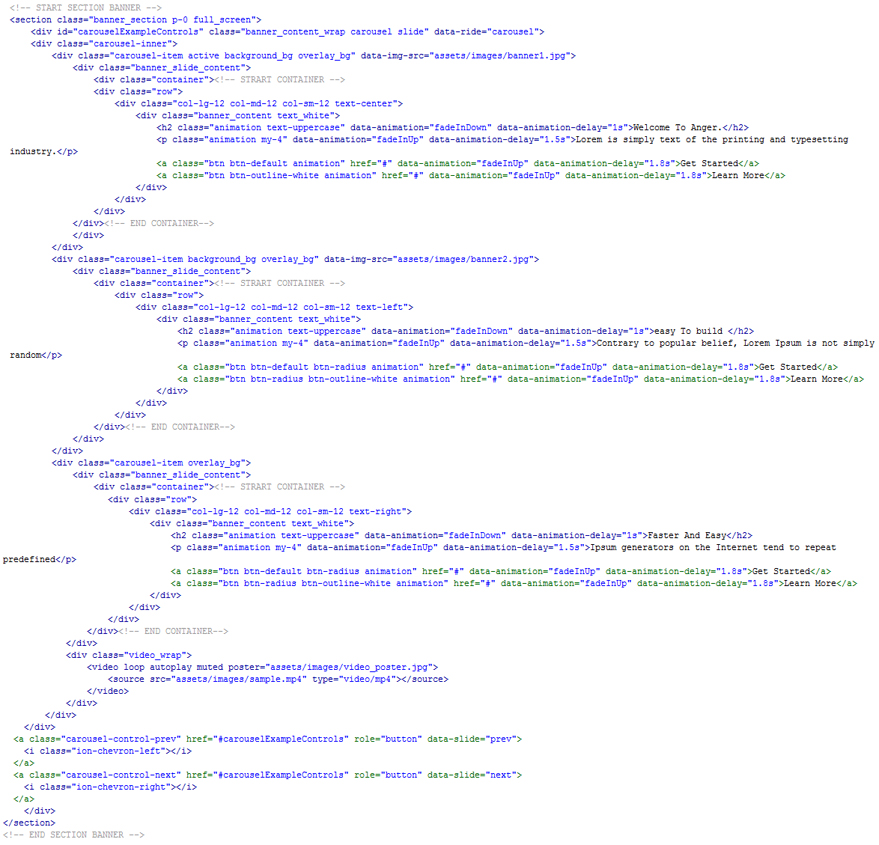 <!-- START SECTION BANNER -->
<section class="banner_section p-0 full_screen">
<div id="carouselExampleControls" class="banner_content_wrap carousel slide" data-ride="carousel">
<div class="carousel-inner">
<div class="carousel-item active background_bg overlay_bg" data-img-src="assets/images/banner1.jpg">
<div class="banner_slide_content">
<div class="container"><!-- STRART CONTAINER -->
<div class="row">
<div class="col-lg-12 col-md-12 col-sm-12 text-center">
<div class="banner_content text_white">
<h2 class="animation text-uppercase" data-animation="fadeInDown" data-animation-delay="1s">Welcome To Anger.</h2>
<p class="animation my-4" data-animation="fadeInUp" data-animation-delay="1.5s">Lorem is simply text of the printing and typesetting
industry.</p>
<a class="btn btn-default animation" href="#" data-animation="fadeInUp" data-animation-delay="1.8s">Get Started</a>
<a class="btn btn-outline-white animation" href="#" data-animation="fadeInUp" data-animation-delay="1.8s">Learn More</a>
</div>
</div>
</div>
</div><!-- END CONTAINER-->
</div>
</div>
<div class="carousel-item background_bg overlay_bg" data-img-src="assets/images/banner2.jpg">
<div class="banner_slide_content">
<div class="container"><!-- STRART CONTAINER -->
<div class="row">
<div class="col-lg-12 col-md-12 col-sm-12 text-left">
<div class="banner_content text_white">
<h2 class="animation text-uppercase" data-animation="fadeInDown" data-animation-delay="1s">easy To build </h2>
<p class="animation my-4" data-animation="fadeInUp" data-animation-delay="1.5s">Contrary to popular belief, Lorem Ipsum is not simply
random</p>
<a class="btn btn-default btn-radius animation" href="#" data-animation="fadeInUp" data-animation-delay="1.8s">Get Started</a>
<a class="btn btn-radius btn-outline-white animation" href="#" data-animation="fadeInUp" data-animation-delay="1.8s">Learn More</a>
</div>
</div>
</div>
</div><!-- END CONTAINER-->
</div>
</div>
<div class="carousel-item overlay_bg">
<div class="banner_slide_content">
<div class="container"><!-- STRART CONTAINER -->
<div class="row">
<div class="col-lg-12 col-md-12 col-sm-12 text-right">
<div class="banner_content text_white">
<h2 class="animation text-uppercase" data-animation="fadeInDown" data-animation-delay="1s">Faster And Easy</h2>
<p class="animation my-4" data-animation="fadeInUp" data-animation-delay="1.5s">Ipsum generators on the Internet tend to repeat
predefined</p>
<a class="btn btn-default btn-radius animation" href="#" data-animation="fadeInUp" data-animation-delay="1.8s">Get Started</a>
<a class="btn btn-radius btn-outline-white animation" href="#" data-animation="fadeInUp" data-animation-delay="1.8s">Learn More</a>
</div>
</div>
</div>
</div><!-- END CONTAINER-->
</div>
<div class="video_wrap">
<video loop autoplay muted poster="assets/images/video_poster.jpg">
<source src="assets/images/sample.mp4" type="video/mp4"></source>
</video>
</div>
</div>
</div>
<a class="carousel-control-prev" href="#carouselExampleControls" role="button" data-slide="prev">
<i class="ion-chevron-left"></i>
</a>
<a class="carousel-control-next" href="#carouselExampleControls" role="button" data-slide="next">
<i class="ion-chevron-right"></i>
</a>
</div>
</section>
<!-- END SECTION BANNER -->